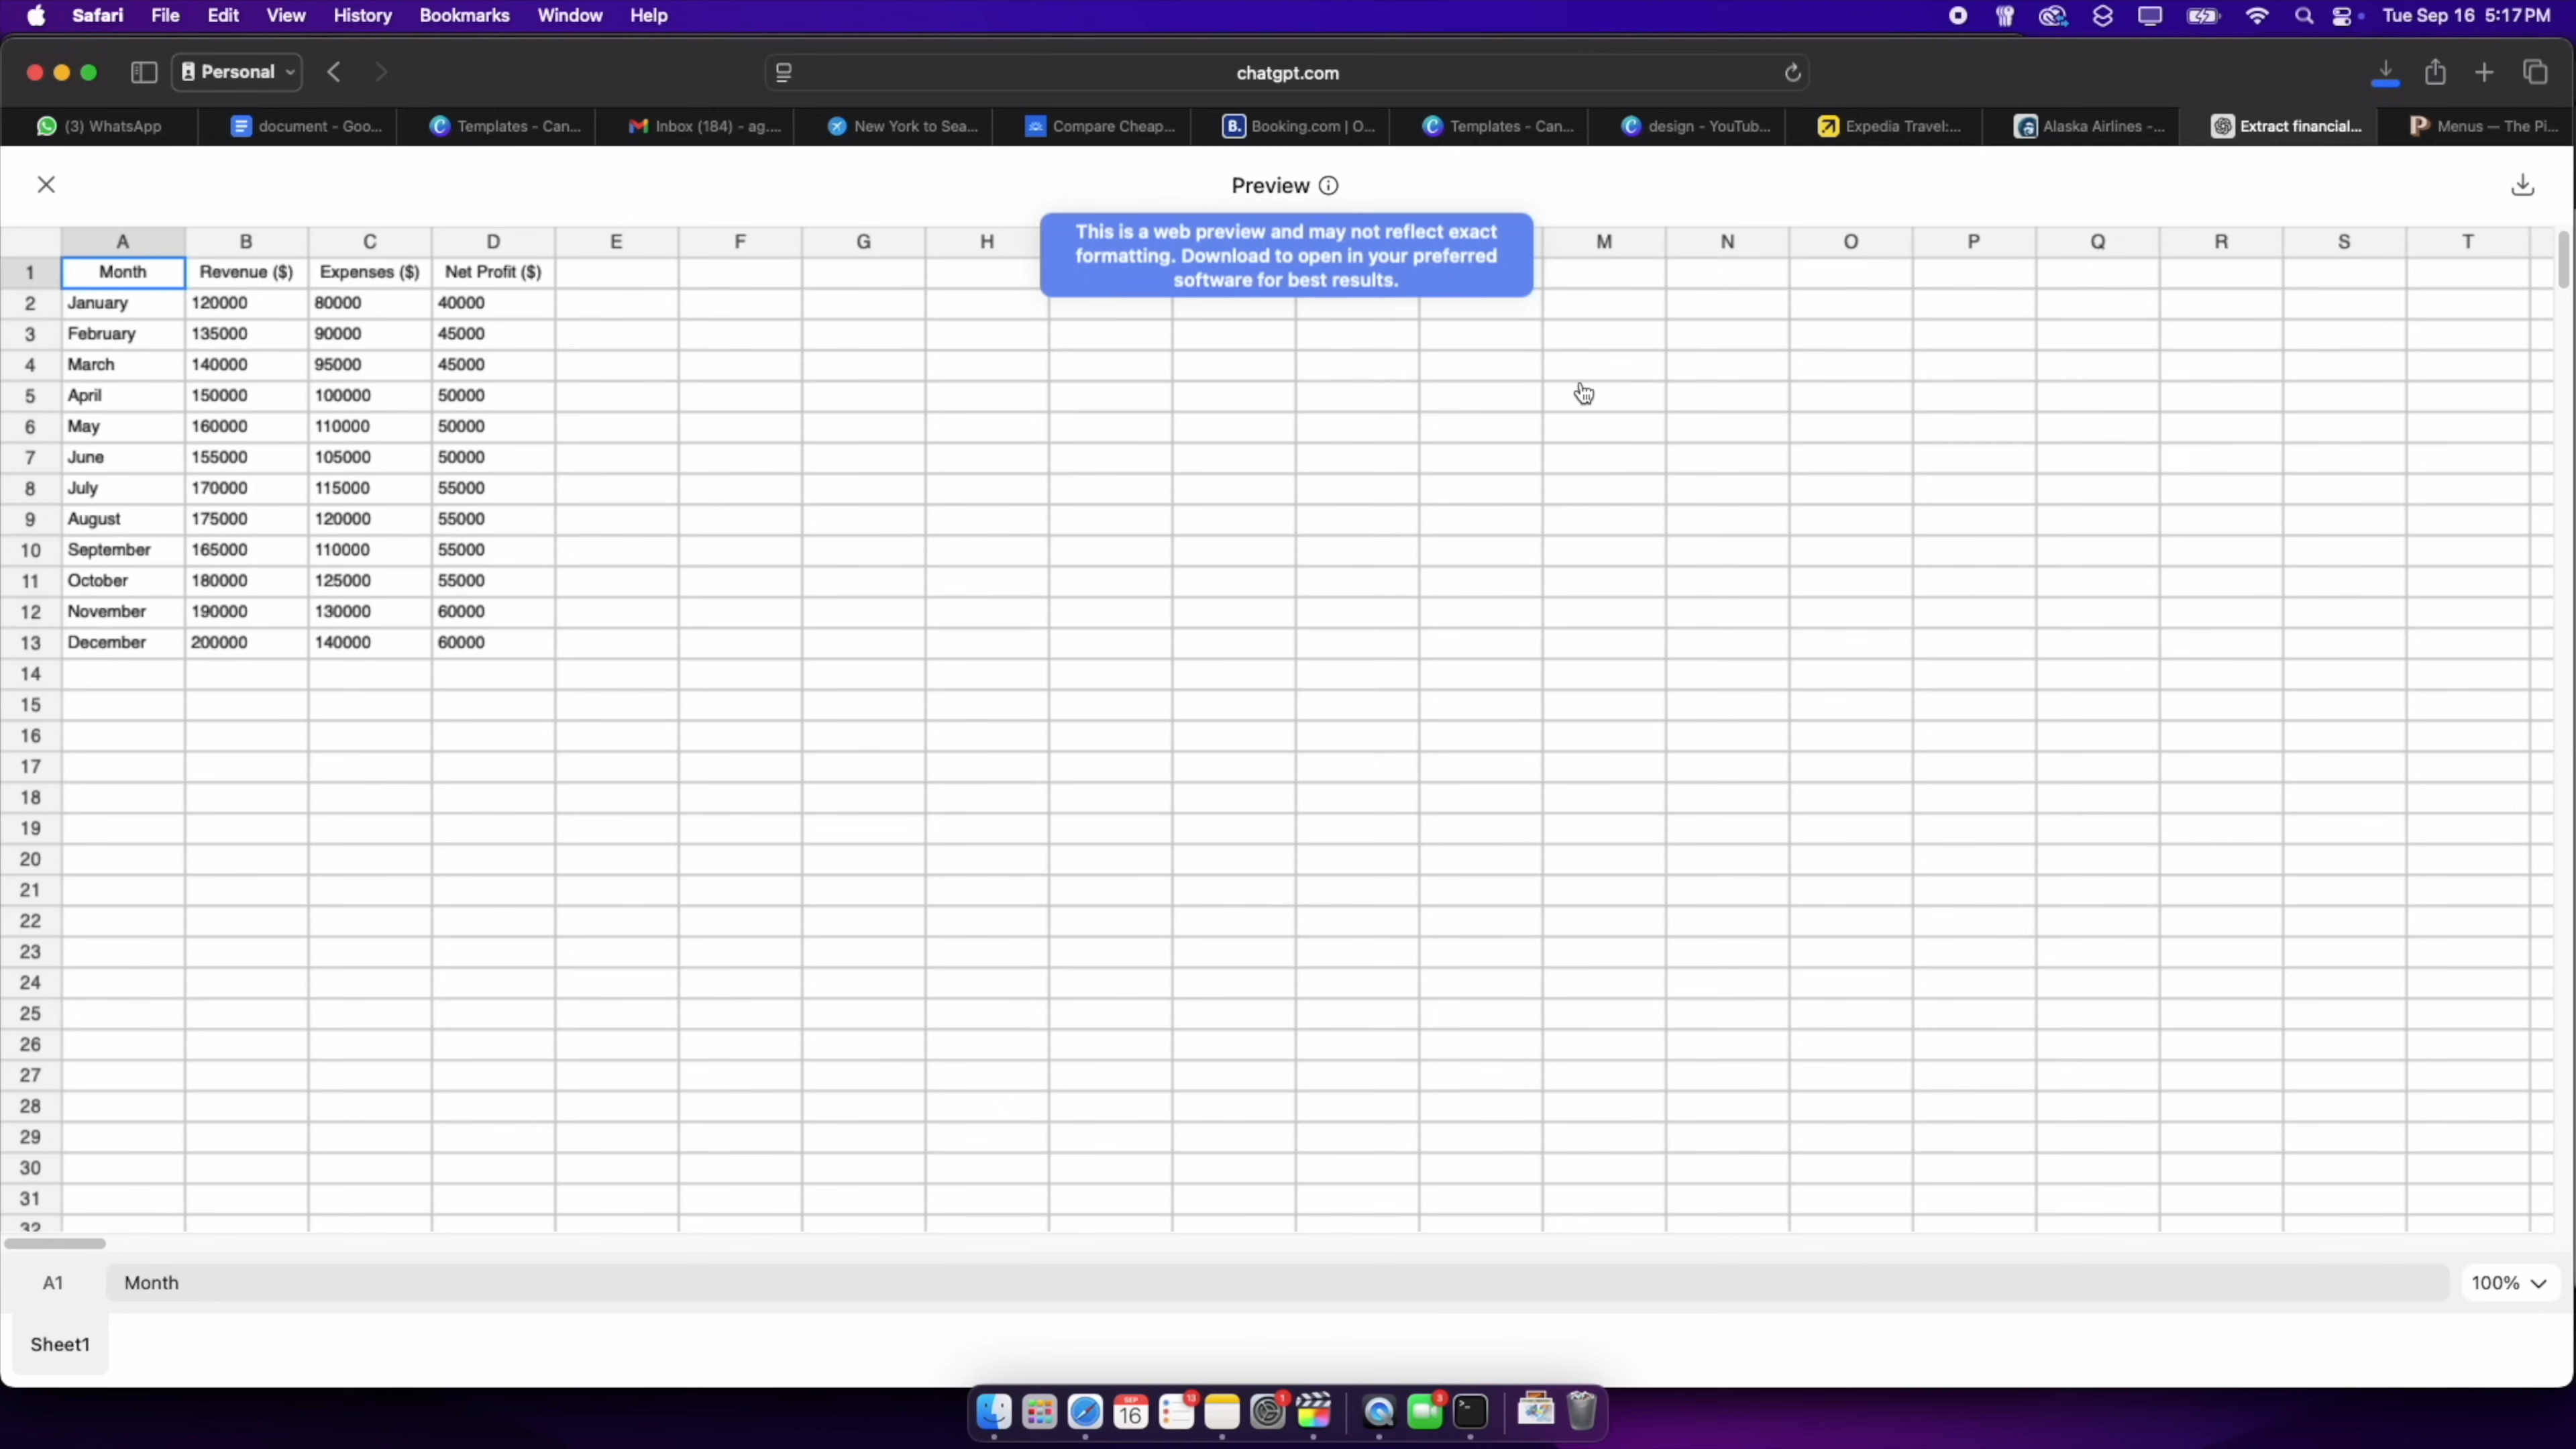 Safari File Edit View History Bookmarks Window Help Tue Sep 16 5:17 PM
Personal chatgpt.com
(3) WhatsApp document - Goo... Templates - Can... Inbox (184) - ag.... New York to Sea... Compare Cheap... B. Booking.com | O... Templates - Can... design - YouTub... Expedia Travel:... Alaska Airlines -... Extract financial... Menus — The Pi...
Preview
This is a web preview and may not reflect exact
formatting. Download to open in your preferred
software for best results.
A B C D E F G H M N O P Q R S T
1 Month Revenue ($) Expenses ($) Net Profit ($)
2 January 120000 80000 40000
3 February 135000 90000 45000
4 March 140000 95000 45000
5 April 150000 100000 50000
6 May 160000 110000 50000
7 June 155000 105000 50000
8 July 170000 115000 55000
9 August 175000 120000 55000
10 September 165000 110000 55000
11 October 180000 125000 55000
12 November 190000 130000 60000
13 December 200000 140000 60000
14
15
16
17
18
19
20
21
22
23
24
25
26
27
28
29
30
31
32
A1 Month 100%
Sheet1
SEP 16 13 1 3